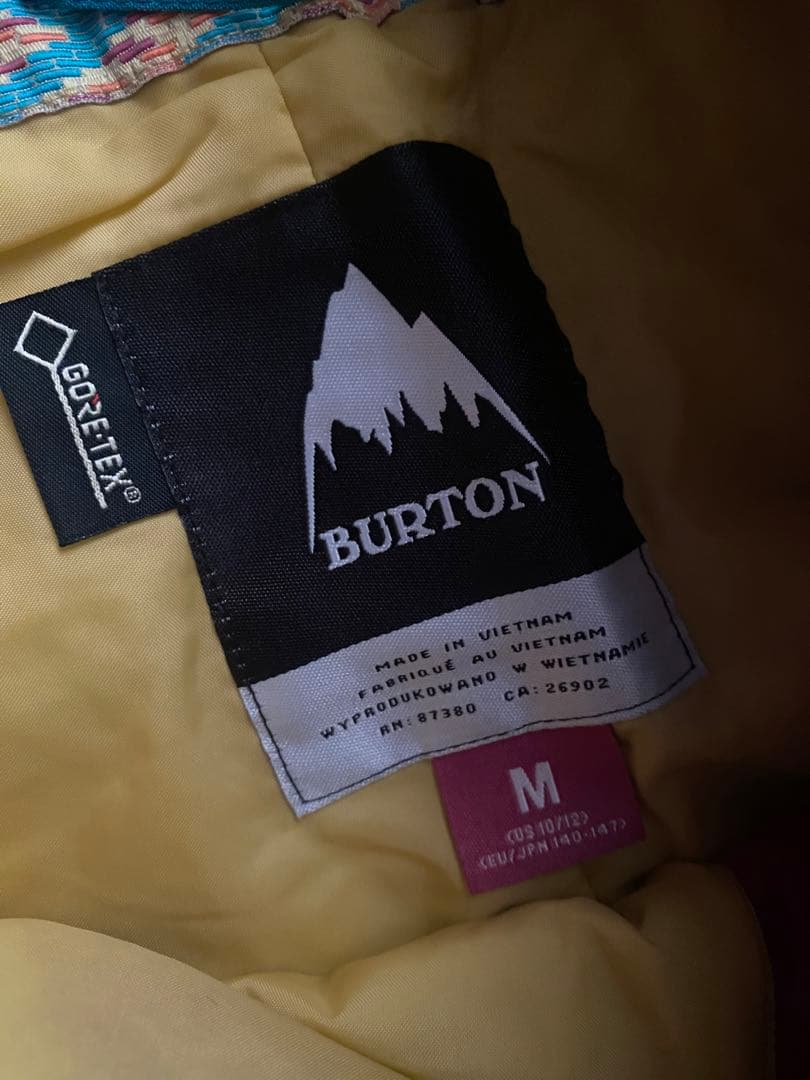 GORE-TEX®
BURTON
MADE IN VIETNAM
FABRIQUÉ AU VIETNAM
WYPRODUKOWANO W WIETNAMIE
RN: 87380 CA: 26902
M
<US 10/12>
<EU/JPN 140-147>